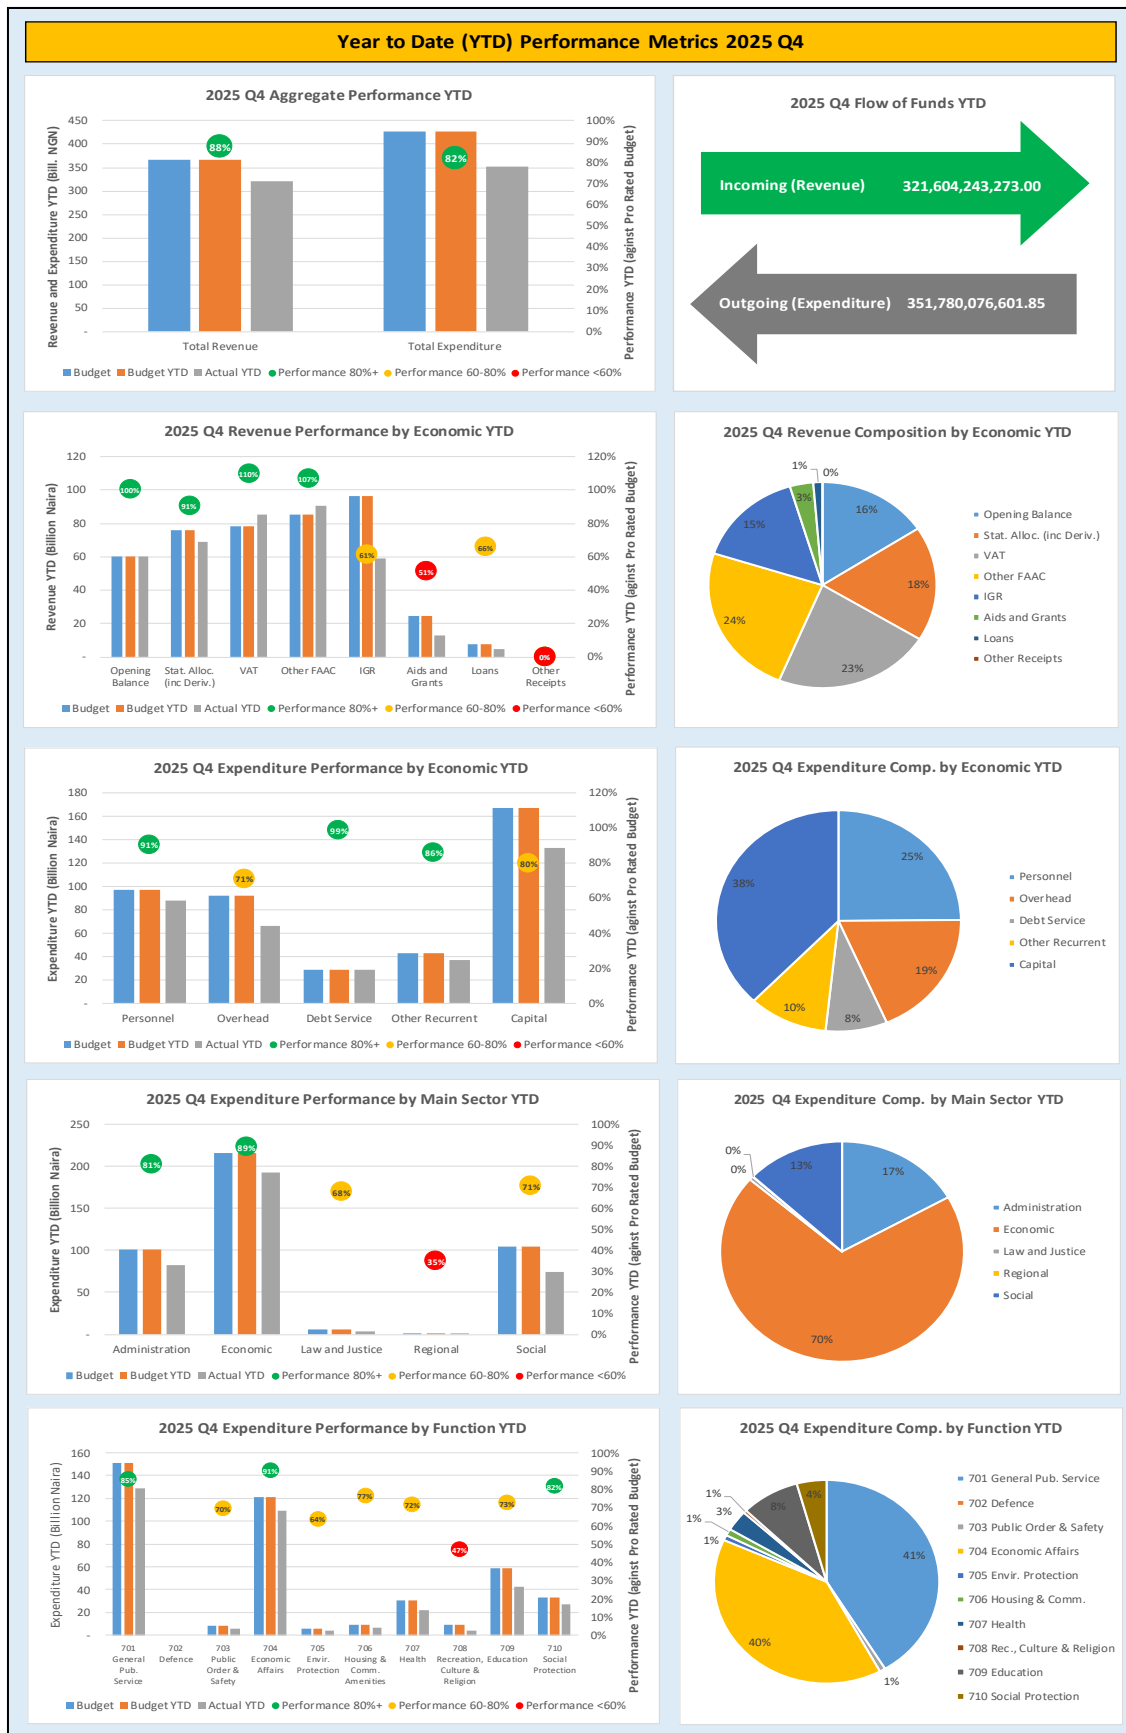 Year to Date (YTD) Performance Metrics 2025 Q4
2025 Q4 Aggregate Performance YTD
Revenue and Expenditure YTD (Bill. NGN)
450
400
350
300
250
200
150
100
50
-
88%
82%
100%
90%
80%
70%
60%
50%
40%
30%
20%
10%
0%
Performance YTD (aginst Pro Rated Budget)
Total Revenue
Total Expenditure
Budget Budget YTD Actual YTD Performance 80%+ Performance 60-80% Performance <60%
2025 Q4 Flow of Funds YTD
Incoming (Revenue) 321,604,243,273.00
Outgoing (Expenditure) 351,780,076,601.85
2025 Q4 Revenue Performance by Economic YTD
Revenue YTD (Billion Naira)
120
100
80
60
40
20
-
100%
91%
110%
107%
61%
51%
66%
0%
120%
100%
80%
60%
40%
20%
0%
Performance YTD (aginst Pro Rated Budget)
Opening Balance
Stat. Alloc. (inc Deriv.)
VAT
Other FAAC
IGR
Aids and Grants
Loans
Other Receipts
Budget Budget YTD Actual YTD Performance 80%+ Performance 60-80% Performance <60%
2025 Q4 Revenue Composition by Economic YTD
1%
0%
3%
16%
15%
18%
24%
23%
Opening Balance
Stat. Alloc. (inc Deriv.)
VAT
Other FAAC
IGR
Aids and Grants
Loans
Other Receipts
2025 Q4 Expenditure Performance by Economic YTD
Expenditure YTD (Billion Naira)
180
160
140
120
100
80
60
40
20
-
91%
71%
99%
86%
80%
120%
100%
80%
60%
40%
20%
0%
Performance YTD (aginst Pro Rated Budget)
Personnel
Overhead
Debt Service
Other Recurrent
Capital
Budget Budget YTD Actual YTD Performance 80%+ Performance 60-80% Performance <60%
2025 Q4 Expenditure Comp. by Economic YTD
25%
38%
19%
10%
8%
Personnel
Overhead
Debt Service
Other Recurrent
Capital
2025 Q4 Expenditure Performance by Main Sector YTD
Expenditure YTD (Billion Naira)
250
200
150
100
50
-
81%
89%
68%
35%
71%
100%
90%
80%
70%
60%
50%
40%
30%
20%
10%
0%
Performance YTD (aginst Pro Rated Budget)
Administration
Economic
Law and Justice
Regional
Social
Budget Budget YTD Actual YTD Performance 80%+ Performance 60-80% Performance <60%
2025 Q4 Expenditure Comp. by Main Sector YTD
0%
0%
13%
17%
70%
Administration
Economic
Law and Justice
Regional
Social
2025 Q4 Expenditure Performance by Function YTD
Expenditure YTD (Billion Naira)
160
140
120
100
80
60
40
20
-
85%
70%
91%
64%
77%
72%
47%
73%
82%
100%
90%
80%
70%
60%
50%
40%
30%
20%
10%
0%
Performance YTD (aginst Pro Rated Budget)
701 General Pub. Service
702 Defence
703 Public Order & Safety
704 Economic Affairs
705 Envir. Protection
706 Housing & Comm. Amenities
707 Health
708 Recreation, Culture & Religion
709 Education
710 Social Protection
Budget Budget YTD Actual YTD Performance 80%+ Performance 60-80% Performance <60%
2025 Q4 Expenditure Comp. by Function YTD
1%
3%
1%
1%
8%
4%
41%
40%
1%
701 General Pub. Service
702 Defence
703 Public Order & Safety
704 Economic Affairs
705 Envir. Protection
706 Housing & Comm.
707 Health
708 Rec., Culture & Religion
709 Education
710 Social Protection